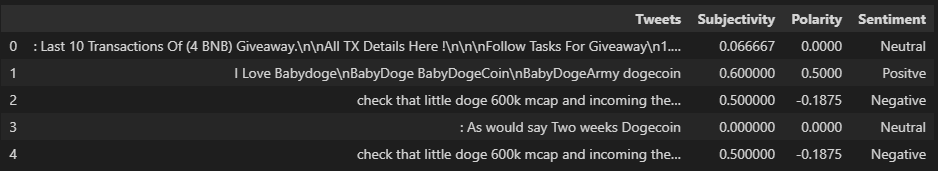 Tweets Subjectivity Polarity Sentiment
0 : Last 10 Transactions Of (4 BNB) Giveaway.\n\nAll TX Details Here !\n\n\nFollow Tasks For Giveaway\n1.... 0.066667 0.0000 Neutral
1 I Love Babydoge\nBabyDoge BabyDogeCoin\nBabyDogeArmy dogecoin 0.600000 0.5000 Positve
2 check that little doge 600k mcap and incoming the... 0.500000 -0.1875 Negative
3 : As would say Two weeks Dogecoin 0.000000 0.0000 Neutral
4 check that little doge 600k mcap and incoming the... 0.500000 -0.1875 Negative